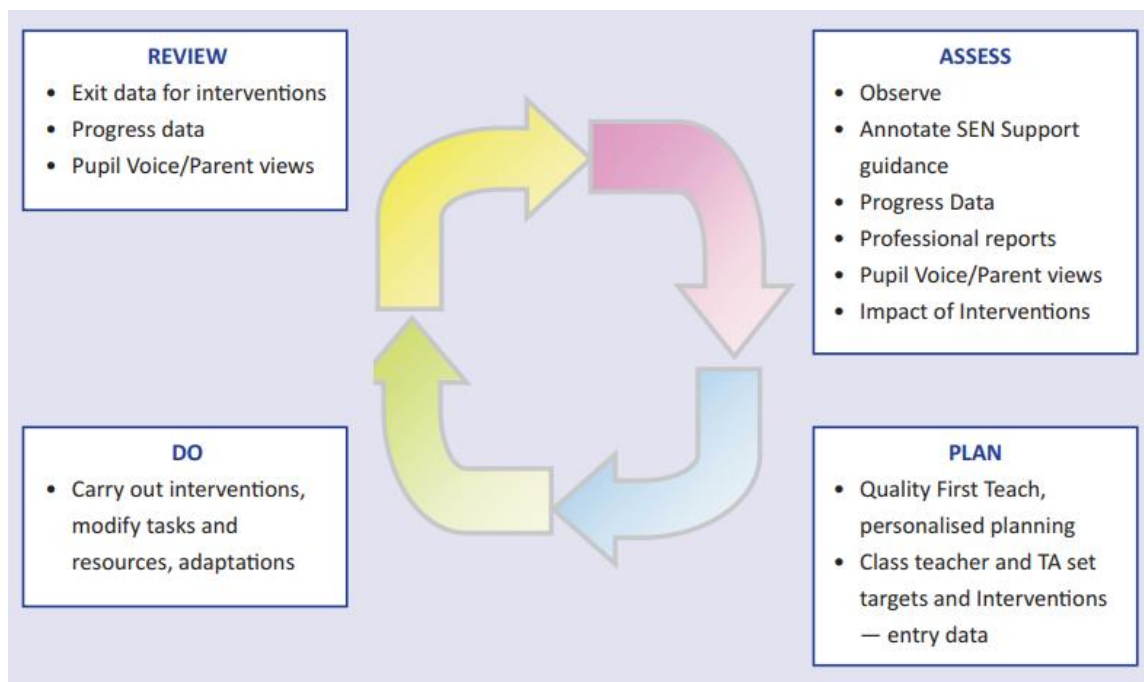 REVIEW
• Exit data for interventions
• Progress data
• Pupil Voice/Parent views
ASSESS
• Observe
• Annotate SEN Support
guidance
• Progress Data
• Professional reports
• Pupil Voice/Parent views
• Impact of Interventions
DO
• Carry out interventions,
modify tasks and
resources, adaptations
PLAN
• Quality First Teach,
personalised planning
• Class teacher and TA set
targets and Interventions
— entry data